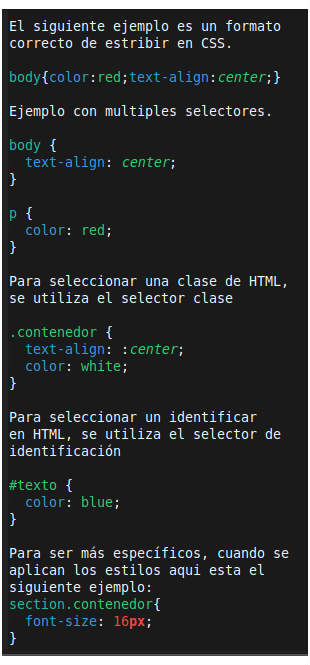 El siguiente ejemplo es un formato
correcto de estribir en CSS.
body{color:red;text-align:center;}
Ejemplo con multiples selectores.
body {
text-align: center;
}
p {
color: red;
}
Para seleccionar una clase de HTML,
se utiliza el selector clase
.contenedor {
text-align: :center;
color: white;
}
Para seleccionar un identificar
en HTML, se utiliza el selector de
identificación
#texto {
color: blue;
}
Para ser más específicos, cuando se
aplican los estilos aqui esta el
siguiente ejemplo:
section.contenedor{
font-size: 16px;
}